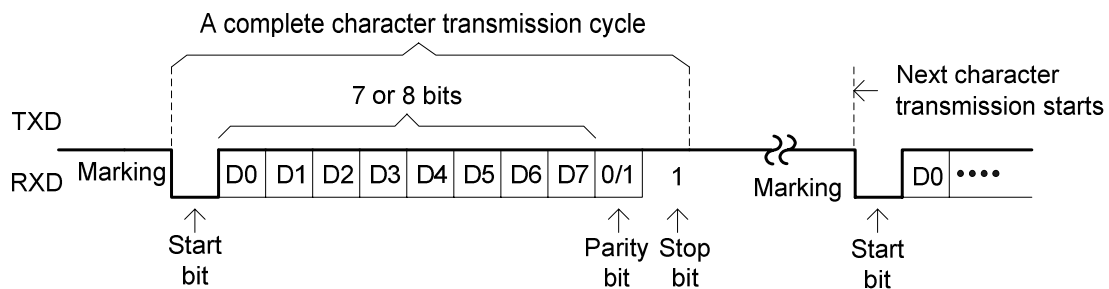 A complete character transmission cycle
7 or 8 bits
Next character
transmission starts
TXD
RXD
Marking
D0 D1 D2 D3 D4 D5 D6 D7 0/1 1
Marking
D0 ••••
Start
bit
Parity
bit
Stop
bit
Start
bit